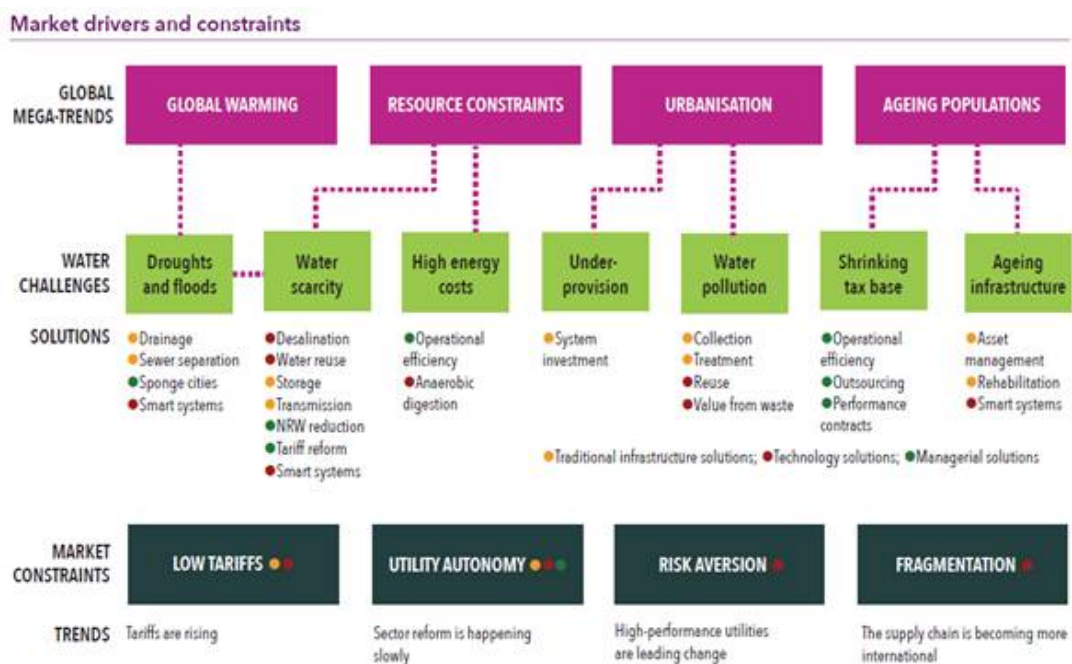 Market drivers and constraints
GLOBAL
MEGA-TRENDS
GLOBAL WARMING
RESOURCE CONSTRAINTS
URBANISATION
AGEING POPULATIONS
WATER
CHALLENGES
Droughts
and floods
Water
scarcity
High energy
costs
Under-
provision
Water
pollution
Shrinking
tax base
Ageing
infrastructure
SOLUTIONS
Drainage
Sewer separation
Sponge cities
Smart systems
Desalination
Water reuse
Storage
Transmission
NRW reduction
Tariff reform
Smart systems
Operational
efficiency
Anaerobic
digestion
System
investment
Collection
Treatment
Reuse
Value from waste
Operational
efficiency
Outsourcing
Performance
contracts
Asset
management
Rehabilitation
Smart systems
Traditional infrastructure solutions; Technology solutions; Managerial solutions
MARKET
CONSTRAINTS
LOW TARIFFS
UTILITY AUTONOMY
RISK AVERSION
FRAGMENTATION
TRENDS
Tariffs are rising
Sector reform is happening
slowly
High-performance utilities
are leading change
The supply chain is becoming more
international